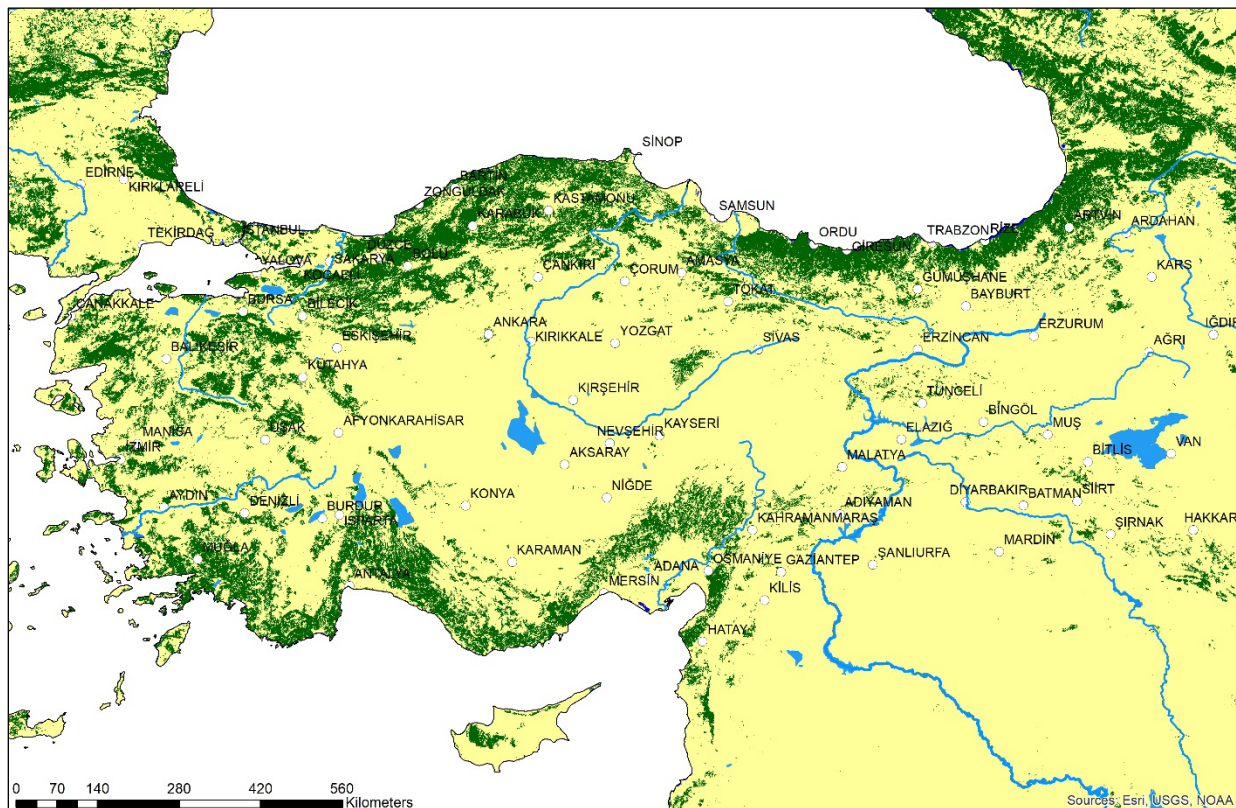 SİNOP
BARTIN
ZONGULDAK
KASTAMONU
KARABÜK
EDİRNE
KIRKLARELİ
TEKİRDAĞ
İSTANBUL
SAMSUN
ORDU
GİRESUN
TRABZON
RİZE
ARTVİN
ARDAHAN
YALOVA
SAKARYA
DÜZCE
BOLU
KOCAELİ
ÇANKIRI
ÇORUM
AMASYA
TOKAT
GÜMÜŞHANE
BAYBURT
KARS
ÇANAKKALE
BURSA
BİLECİK
ESKİŞEHİR
ANKARA
KIRIKKALE
YOZGAT
SİVAS
ERZİNCAN
ERZURUM
IĞDIR
AĞRI
BALIKESİR
KÜTAHYA
KIRŞEHİR
TUNCELİ
BİNGÖL
MUŞ
MANİSA
İZMİR
UŞAK
AFYONKARAHİSAR
NEVŞEHİR
KAYSERİ
ELAZIĞ
MALATYA
BİTLİS
VAN
AKSARAY
AYDIN
DENİZLİ
BURDUR
ISPARTA
KONYA
NİĞDE
KAHRAMANMARAŞ
ADIYAMAN
DİYARBAKIR
BATMAN
SİİRT
ŞIRNAK
HAKKAR
MUĞLA
ANTALYA
KARAMAN
MERSİN
ADANA
OSMANİYE
GAZİANTEP
ŞANLIURFA
MARDİN
KİLİS
HATAY
0 70 140 280 420 560
Kilometers
Sources: Esri, USGS, NOAA